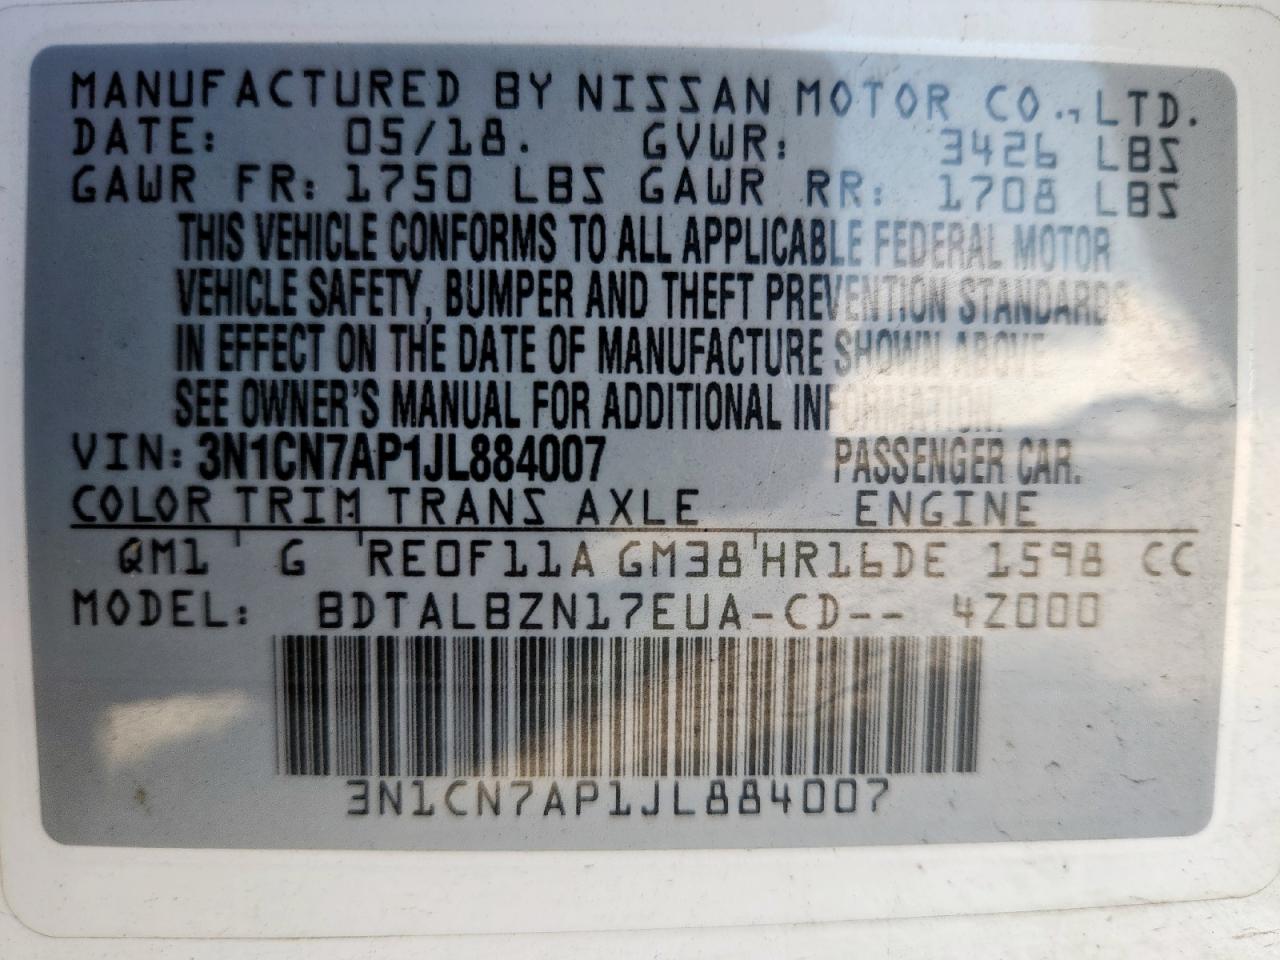 MANUFACTURED BY NISSAN MOTOR CO., LTD.
DATE: 05/18. GVWR: 3426 LBS
GAWR FR: 1750 LBS GAWR RR: 1708 LBS
THIS VEHICLE CONFORMS TO ALL APPLICABLE FEDERAL MOTOR
VEHICLE SAFETY, BUMPER AND THEFT PREVENTION STANDARDS
IN EFFECT ON THE DATE OF MANUFACTURE SHOWN ABOVE
SEE OWNER'S MANUAL FOR ADDITIONAL INFORMATION.
VIN: 3N1CN7AP1JL884007 PASSENGER CAR.
COLOR TRIM TRANS AXLE ENGINE
QM1 ' G ' RE0F11A GM38 ' HR16DE 1598 CC
MODEL: BDTALBZN17EUA-CD-- 4Z000
3N1CN7AP1JL884007